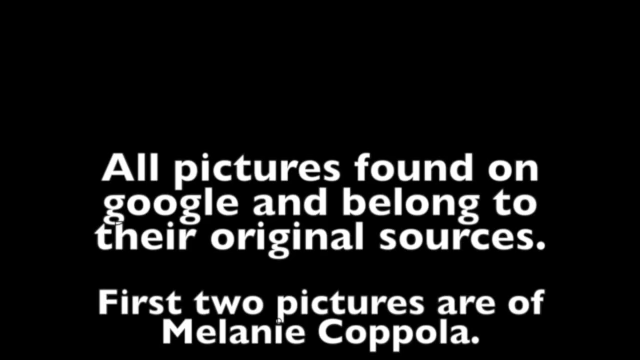 All pictures found on
google and belong to
their original sources.
First two pictures are of
Melanie Coppola.